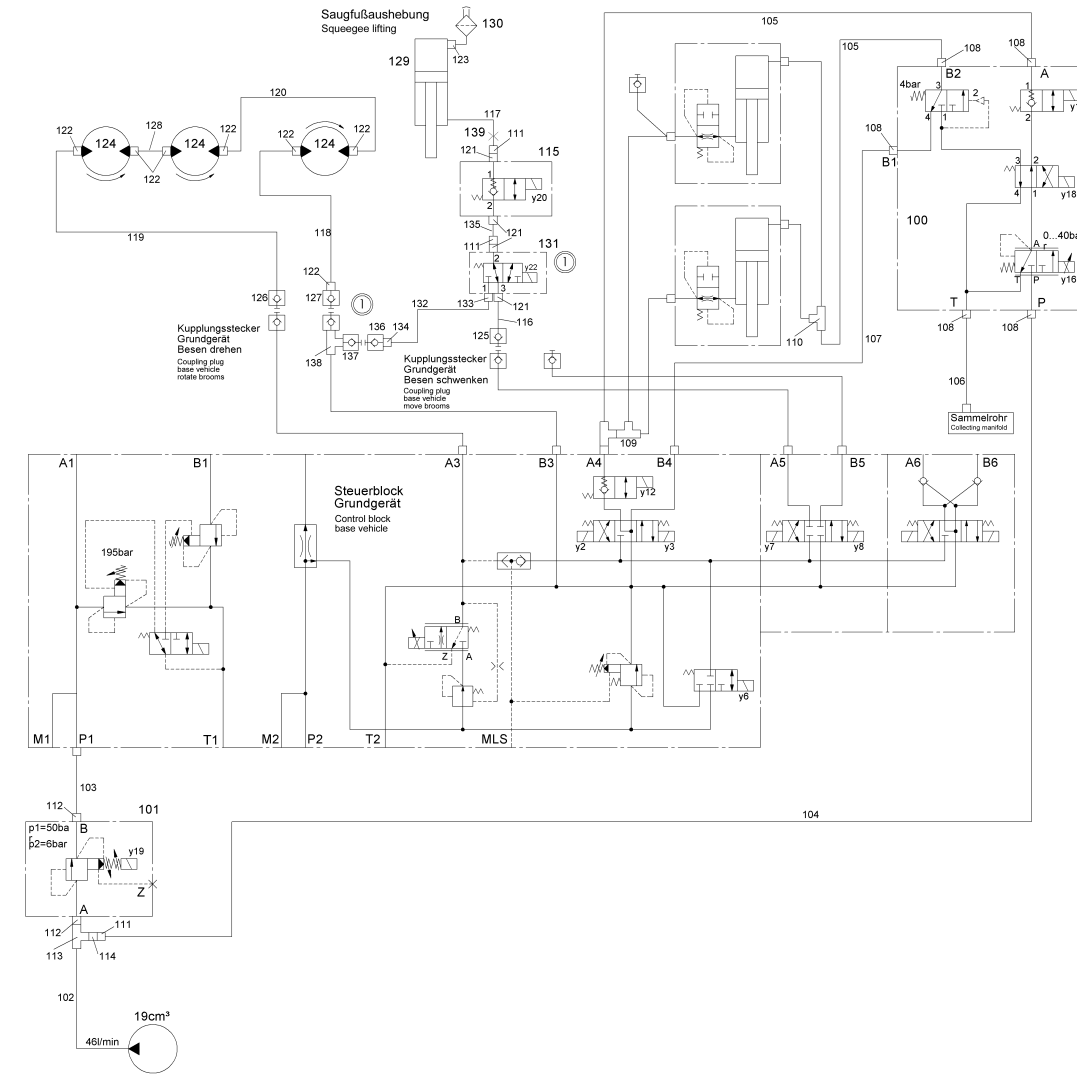 Saugfußaushebung
Squeegee lifting
130
123
129
105
105
108
108
B2
A
4bar
3
2
4
1
1
2
y
108
B1
3
2
4
1
y18
100
0...40ba
r
A
T
P
y16
T
P
108
108
120
122
124
128
124
122
122
122
124
122
117
139
111
121
115
1
2
y20
135
121
111
131
1
2
y22
1
3
133
121
119
118
122
126
127
1
132
116
136
134
137
138
125
Kupplungsstecker
Grundgerät
Besen drehen
Coupling plug
base vehicle
rotate brooms
Kupplungsstecker
Grundgerät
Besen schwenken
Coupling plug
base vehicle
move brooms
110
107
106
Sammelrohr
Collecting manifold
109
A1
B1
A3
B3
A4
B4
A5
B5
A6
B6
Steuerblock
Grundgerät
Control block
base vehicle
y12
y2
y3
y7
y8
195bar
B
Z
A
y6
M1
P1
T1
M2
P2
T2
MLS
103
112
101
B
p1=50ba
r
p2=6bar
y19
Z
A
104
112
111
113
114
102
19cm³
46l/min